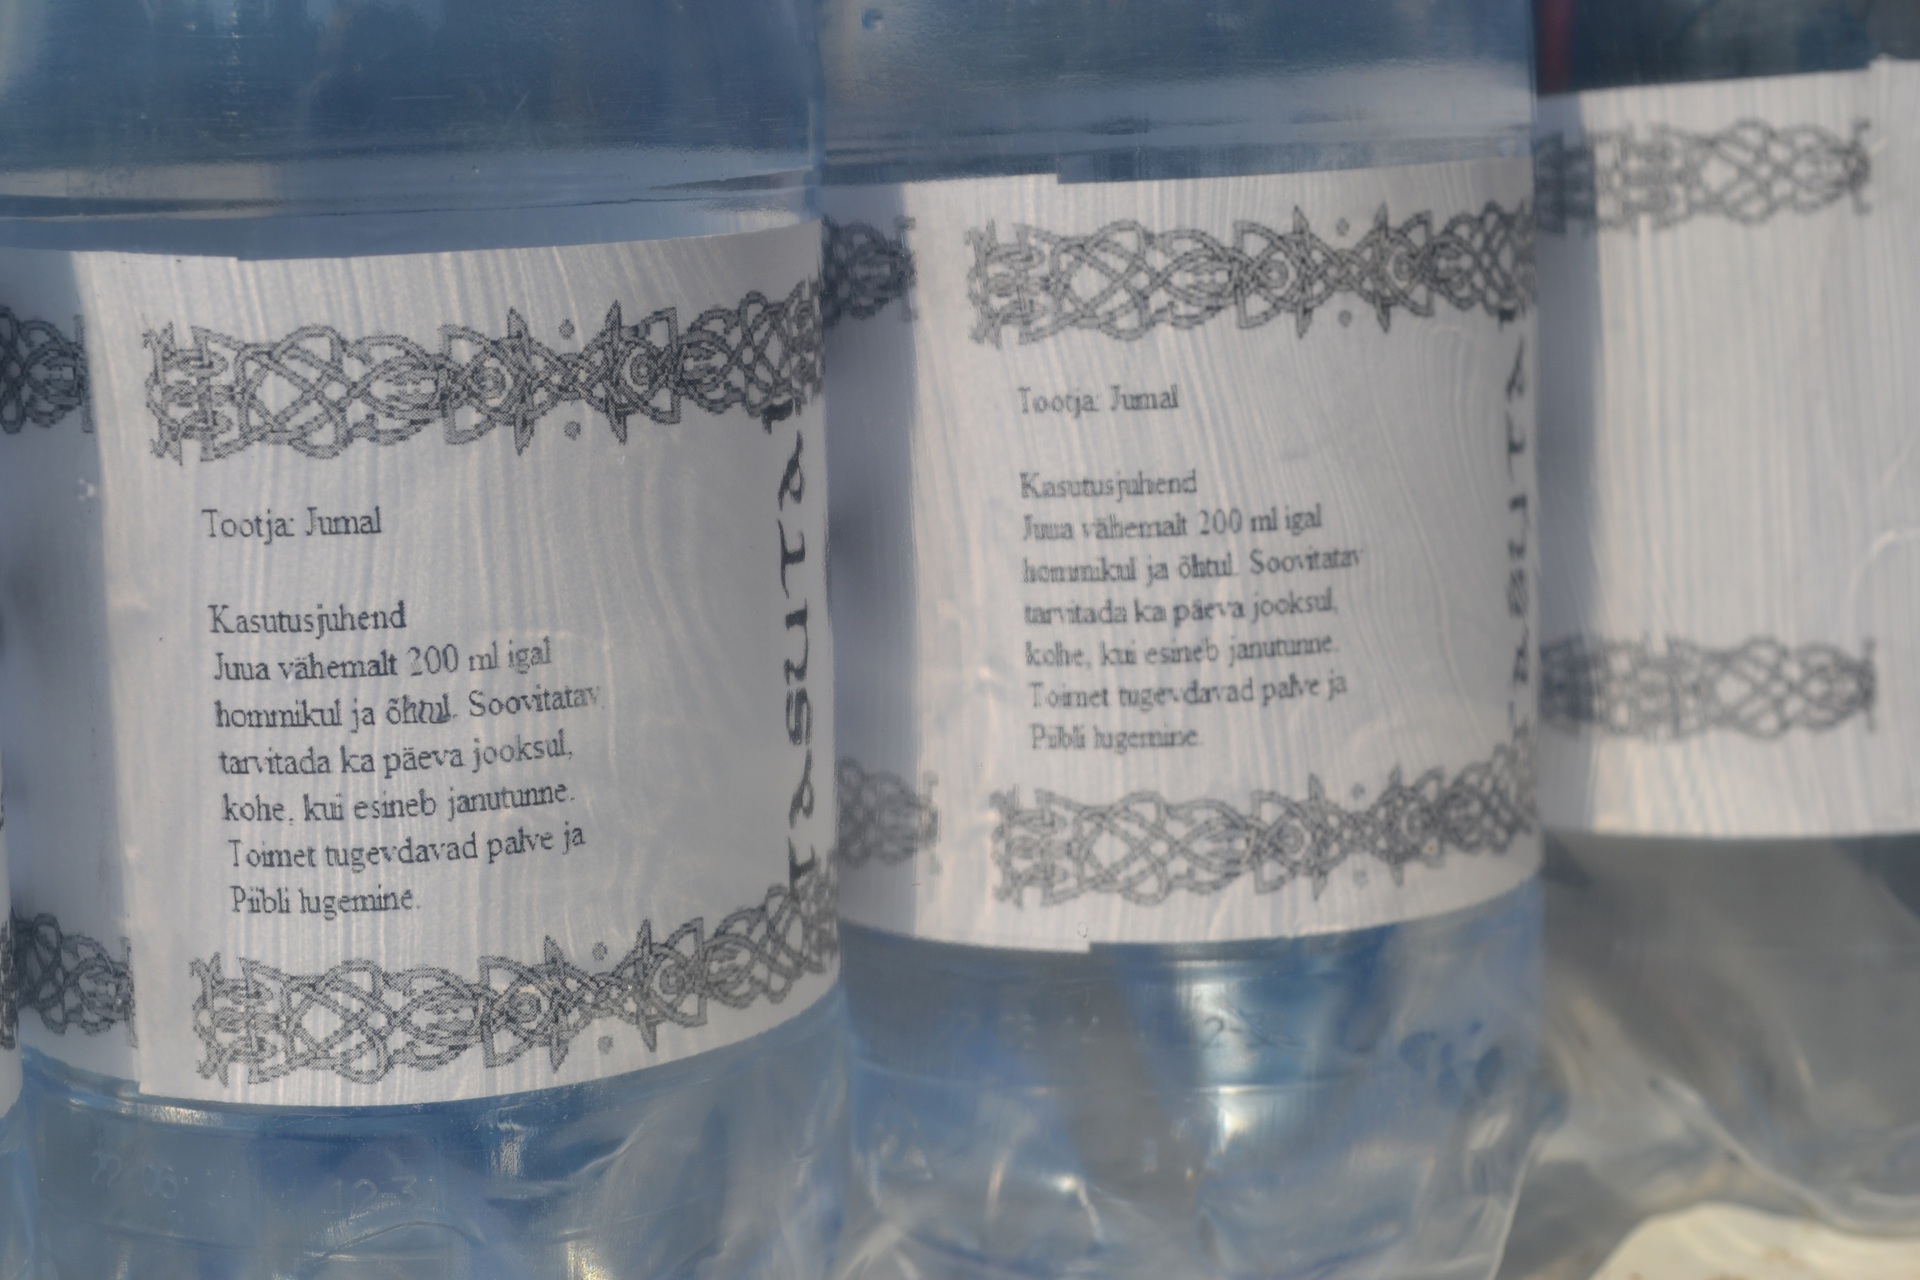 Tootja: Jumal
Kasutusjuhend
Juua vähemalt 200 ml igal
hommikul ja õhtul. Soovitatav
tarvitada ka päeva jooksul,
kohe, kui esineb janutunne.
Toimet tugevdavad palve ja
Piibli lugemine.
Tootja: Jumal
Kasutusjuhend
Juua vähemalt 200 ml igal
hommikul ja õhtul. Soovitatav
tarvitada ka päeva jooksul,
kohe, kui esineb janutunne.
Toimet tugevdavad palve ja
Piibli lugemine.